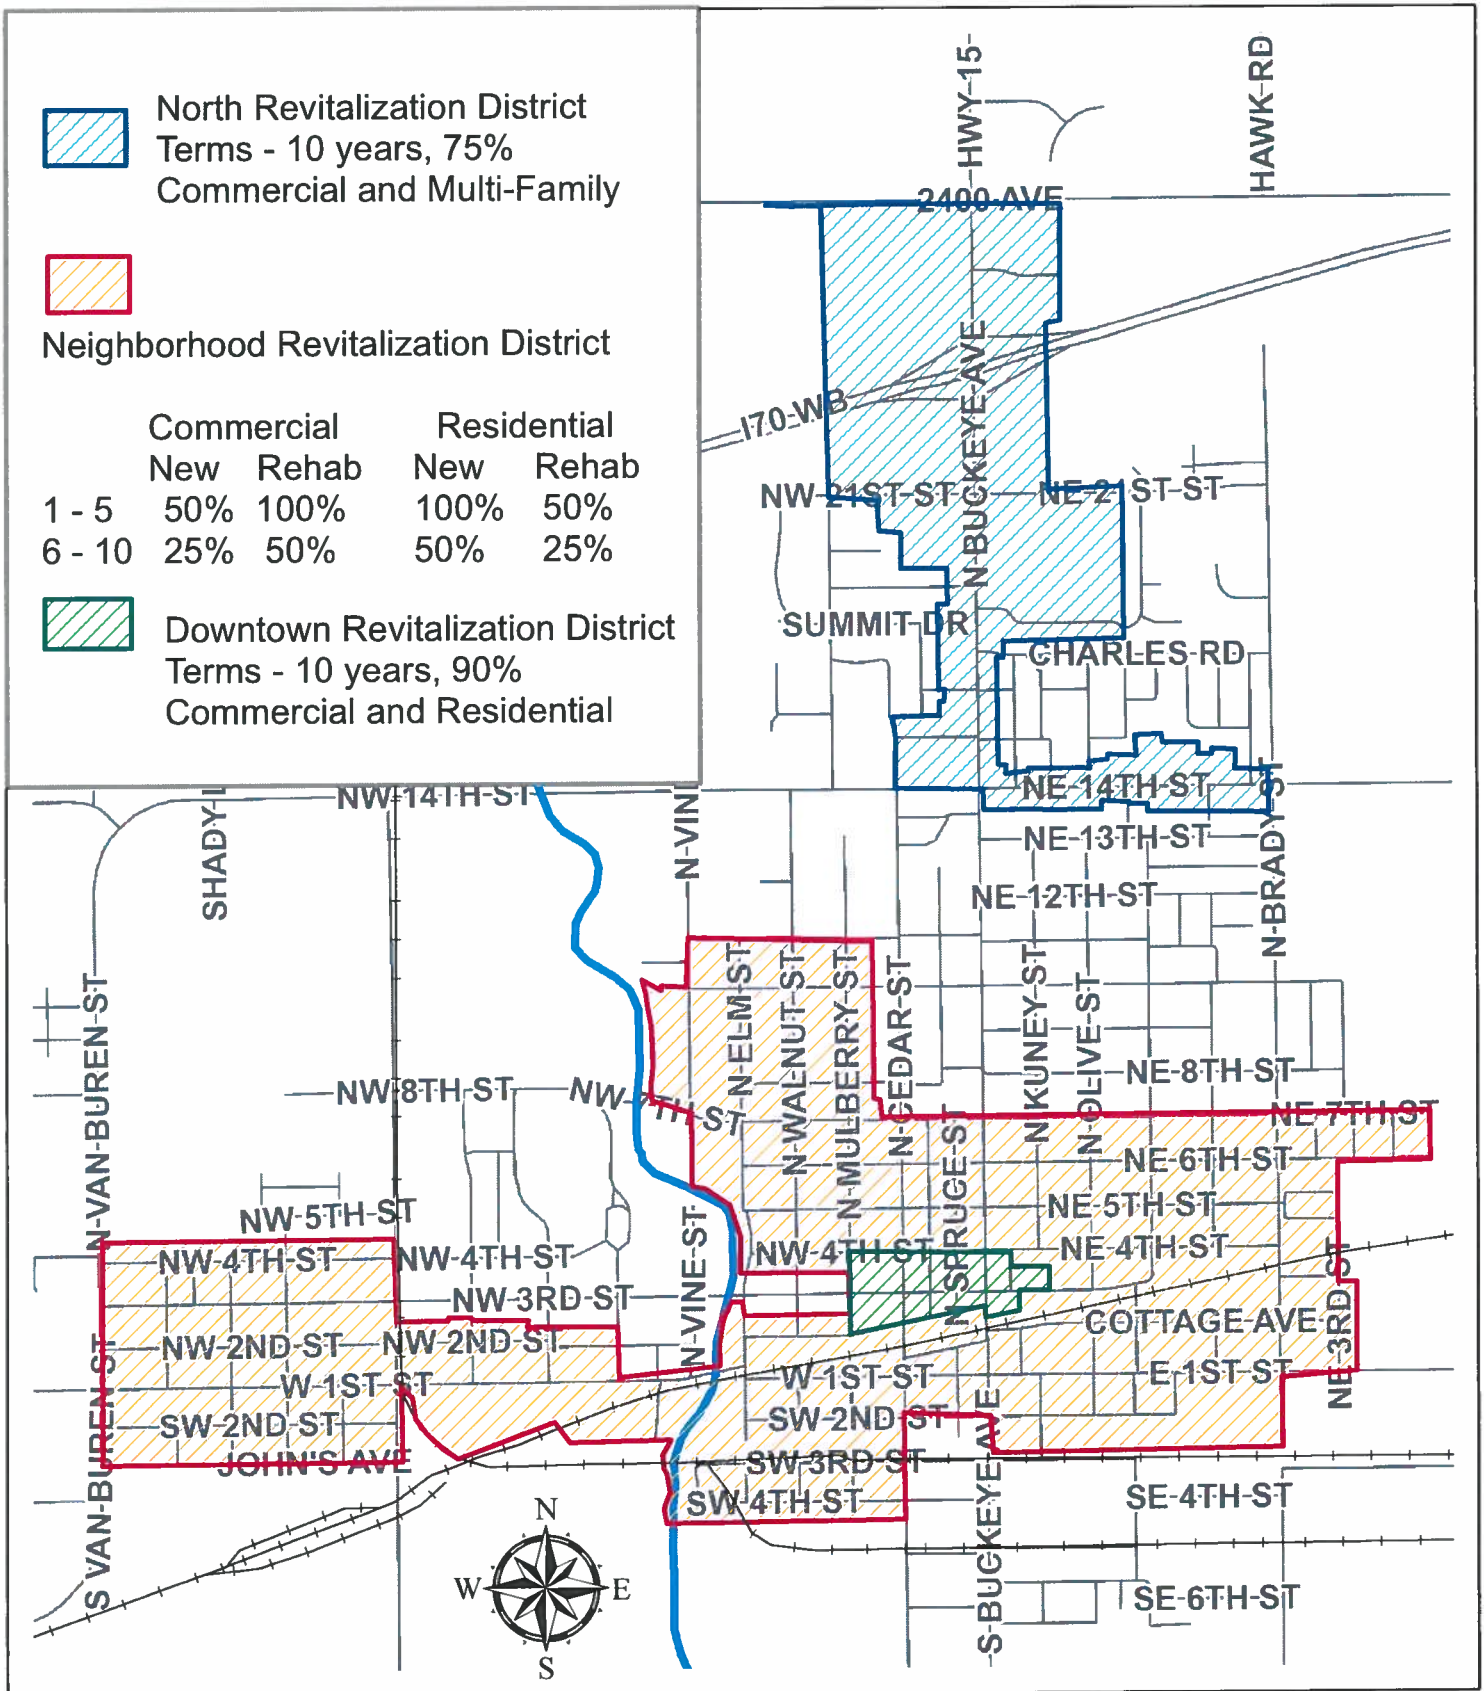 North Revitalization District
Terms - 10 years, 75%
Commercial and Multi-Family
Neighborhood Revitalization District
Commercial Residential
New Rehab New Rehab
1 - 5 50% 100% 100% 50%
6 - 10 25% 50% 50% 25%
Downtown Revitalization District
Terms - 10 years, 90%
Commercial and Residential
HWY-15
HAWK-RD
2400-AVE
I70-WB
N-BUCKEYE-AVE
NW-21ST-ST
NE-2 ST-ST
SUMMIT-DR
CHARLES-RD
NW-14TH-ST
NE-14TH-ST
SHADY-L
N-VIN
NE-13TH-ST
NE-12TH-ST
N-BRADY-ST
N-VAN-BUREN-ST
N-ELM-ST
N-WALNUT-ST
N-MULBERRY-ST
N-CEDAR-ST
N-KUNEY-ST
N-OLIVE-ST
NW-8TH-ST
NW-7TH-ST
NE-8TH-ST
NE-7TH-ST
N-SPRUCE-ST
NE-6TH-ST
NW-5TH-ST
NE-5TH-ST
NW-4TH-ST
NW-4TH-ST
NW-4TH-ST
NE-4TH-ST
NW-3RD-ST
N-VINE-ST
NE-3RD-ST
NW-2ND-ST
NW-2ND-ST
COTTAGE-AVE
W-1ST-ST
W-1ST-ST
E-1ST-ST
SW-2ND-ST
SW-2ND-ST
JOHN'S-AVE
SW-3RD-ST
SW-4TH-ST
SE-4TH-ST
S VAN-BUREN-ST
S-BUCKEYE-AVE
SE-6TH-ST
N
W
E
S